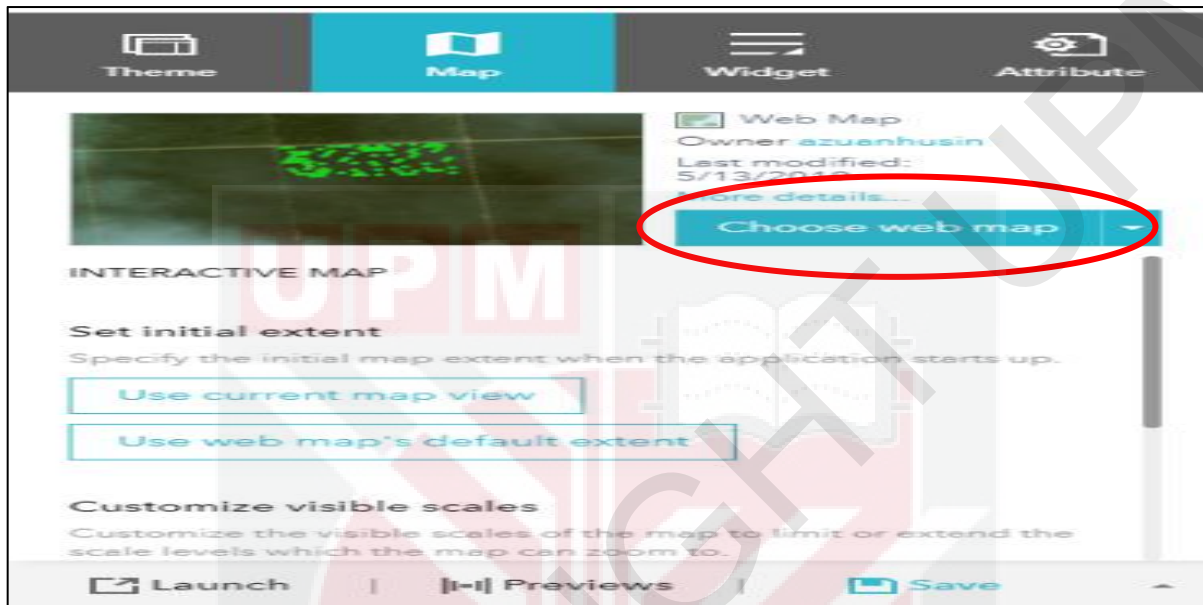 Theme
Map
Widget
Attribute
Web Map
Owner azuanhusin
Last modified:
5/13/2019
More details...
Choose web map
INTERACTIVE MAP
UPM
Set initial extent
Specify the initial map extent when the application starts up.
Use current map view
Use web map's default extent
Customize visible scales
Customize the visible scales of the map to limit or extend the
scale levels which the map can zoom to.
Launch | Previews | Save